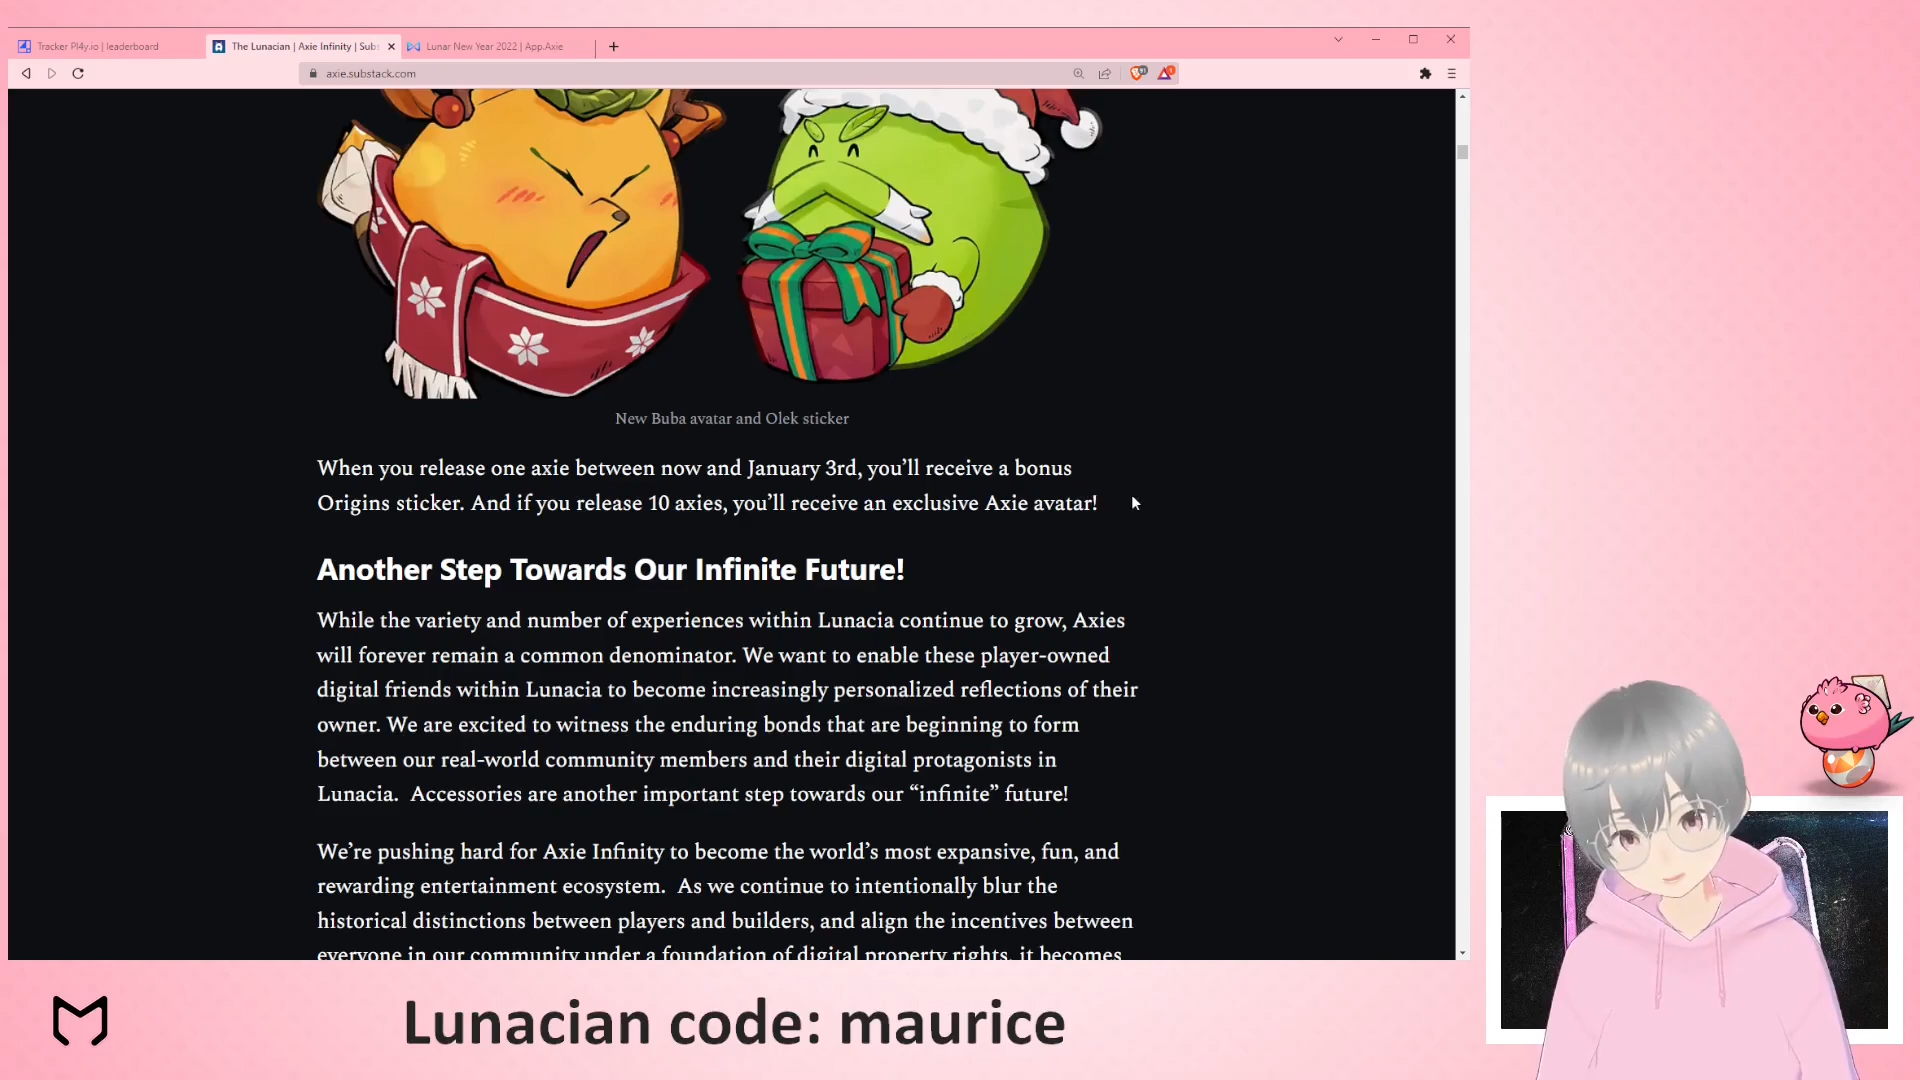 Tracker Pl4y.io | leaderboard
The Lunacian | Axie Infinity | Subs
Lunar New Year 2022 | App.Axie
axie.substack.com
New Buba avatar and Olek sticker
When you release one axie between now and January 3rd, you’ll receive a bonus
Origins sticker. And if you release 10 axies, you’ll receive an exclusive Axie avatar!
Another Step Towards Our Infinite Future!
While the variety and number of experiences within Lunacia continue to grow, Axies
will forever remain a common denominator. We want to enable these player-owned
digital friends within Lunacia to become increasingly personalized reflections of their
owner. We are excited to witness the enduring bonds that are beginning to form
between our real-world community members and their digital protagonists in
Lunacia.  Accessories are another important step towards our “infinite” future!
We’re pushing hard for Axie Infinity to become the world’s most expansive, fun, and
rewarding entertainment ecosystem.  As we continue to intentionally blur the
historical distinctions between players and builders, and align the incentives between
everyone in our community under a foundation of digital property rights, it becomes
Lunacian code: maurice